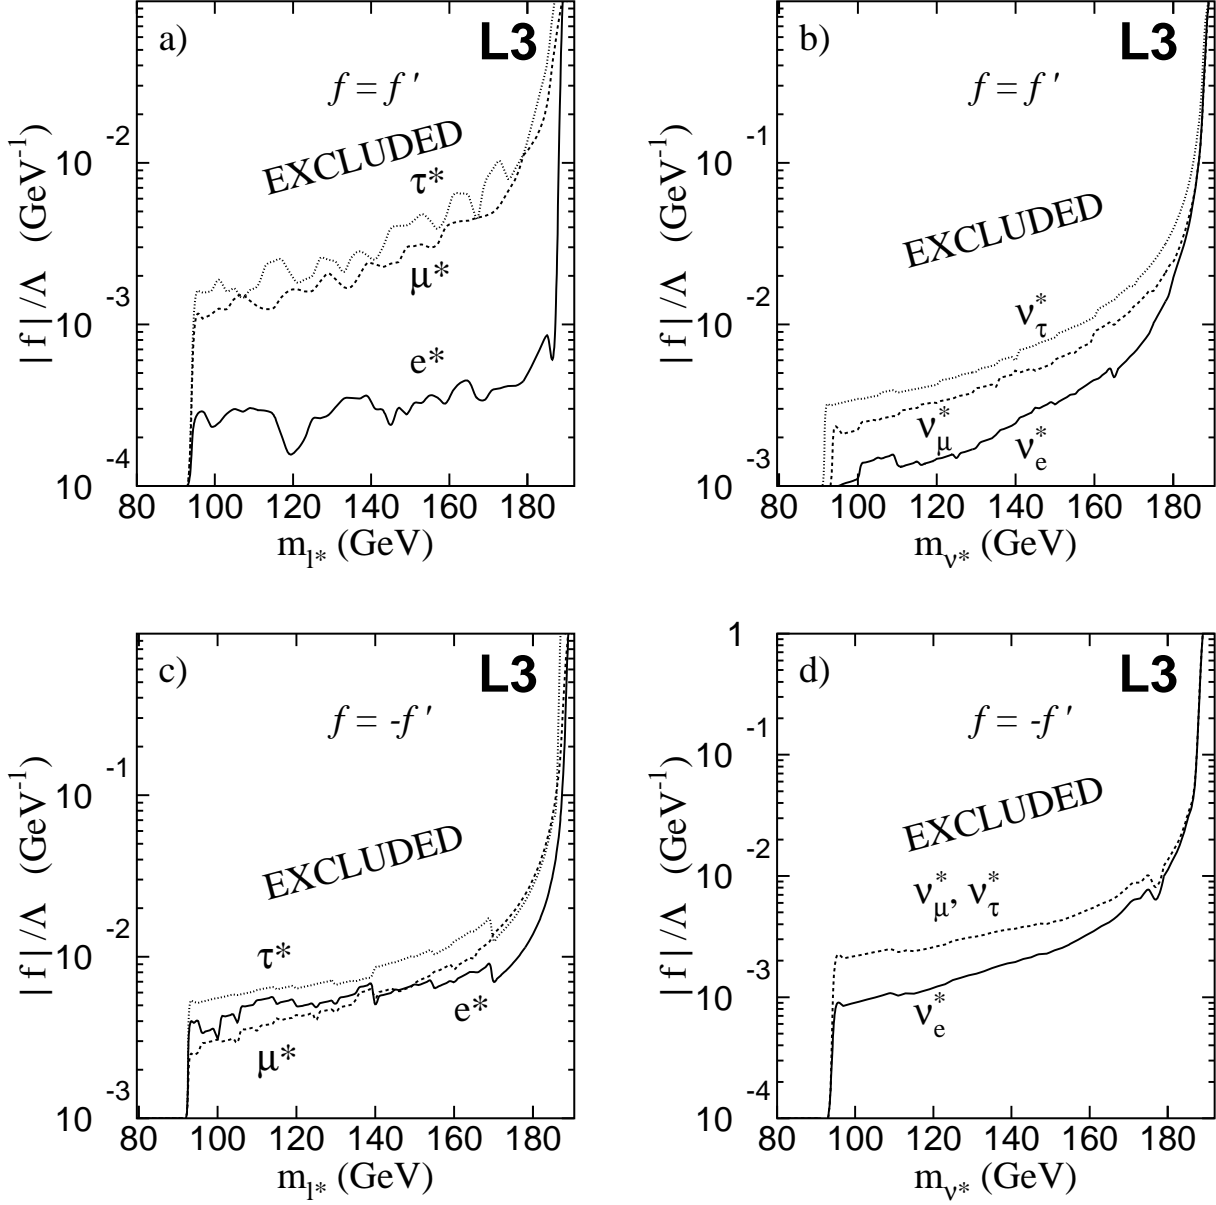 a) L3
f = f '
EXCLUDED
τ*
μ*
e*
10⁻²
10⁻³
10⁻⁴
|f|/Λ (GeV⁻¹)
80 100 120 140 160 180
m_l* (GeV)
b) L3
f = f '
EXCLUDED
ν*_τ
ν*_μ
ν*_e
10⁻¹
10⁻²
10⁻³
|f|/Λ (GeV⁻¹)
80 100 120 140 160 180
m_ν* (GeV)
c) L3
f = -f '
EXCLUDED
τ*
e*
μ*
10⁻¹
10⁻²
10⁻³
|f|/Λ (GeV⁻¹)
80 100 120 140 160 180
m_l* (GeV)
d) L3
f = -f '
EXCLUDED
ν*_μ, ν*_τ
ν*_e
1
10⁻¹
10⁻²
10⁻³
10⁻⁴
|f|/Λ (GeV⁻¹)
80 100 120 140 160 180
m_ν* (GeV)